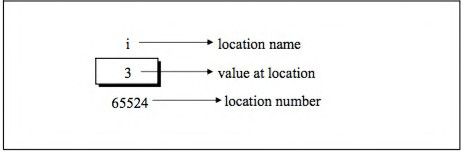 i location name
3 value at location
65524 location number